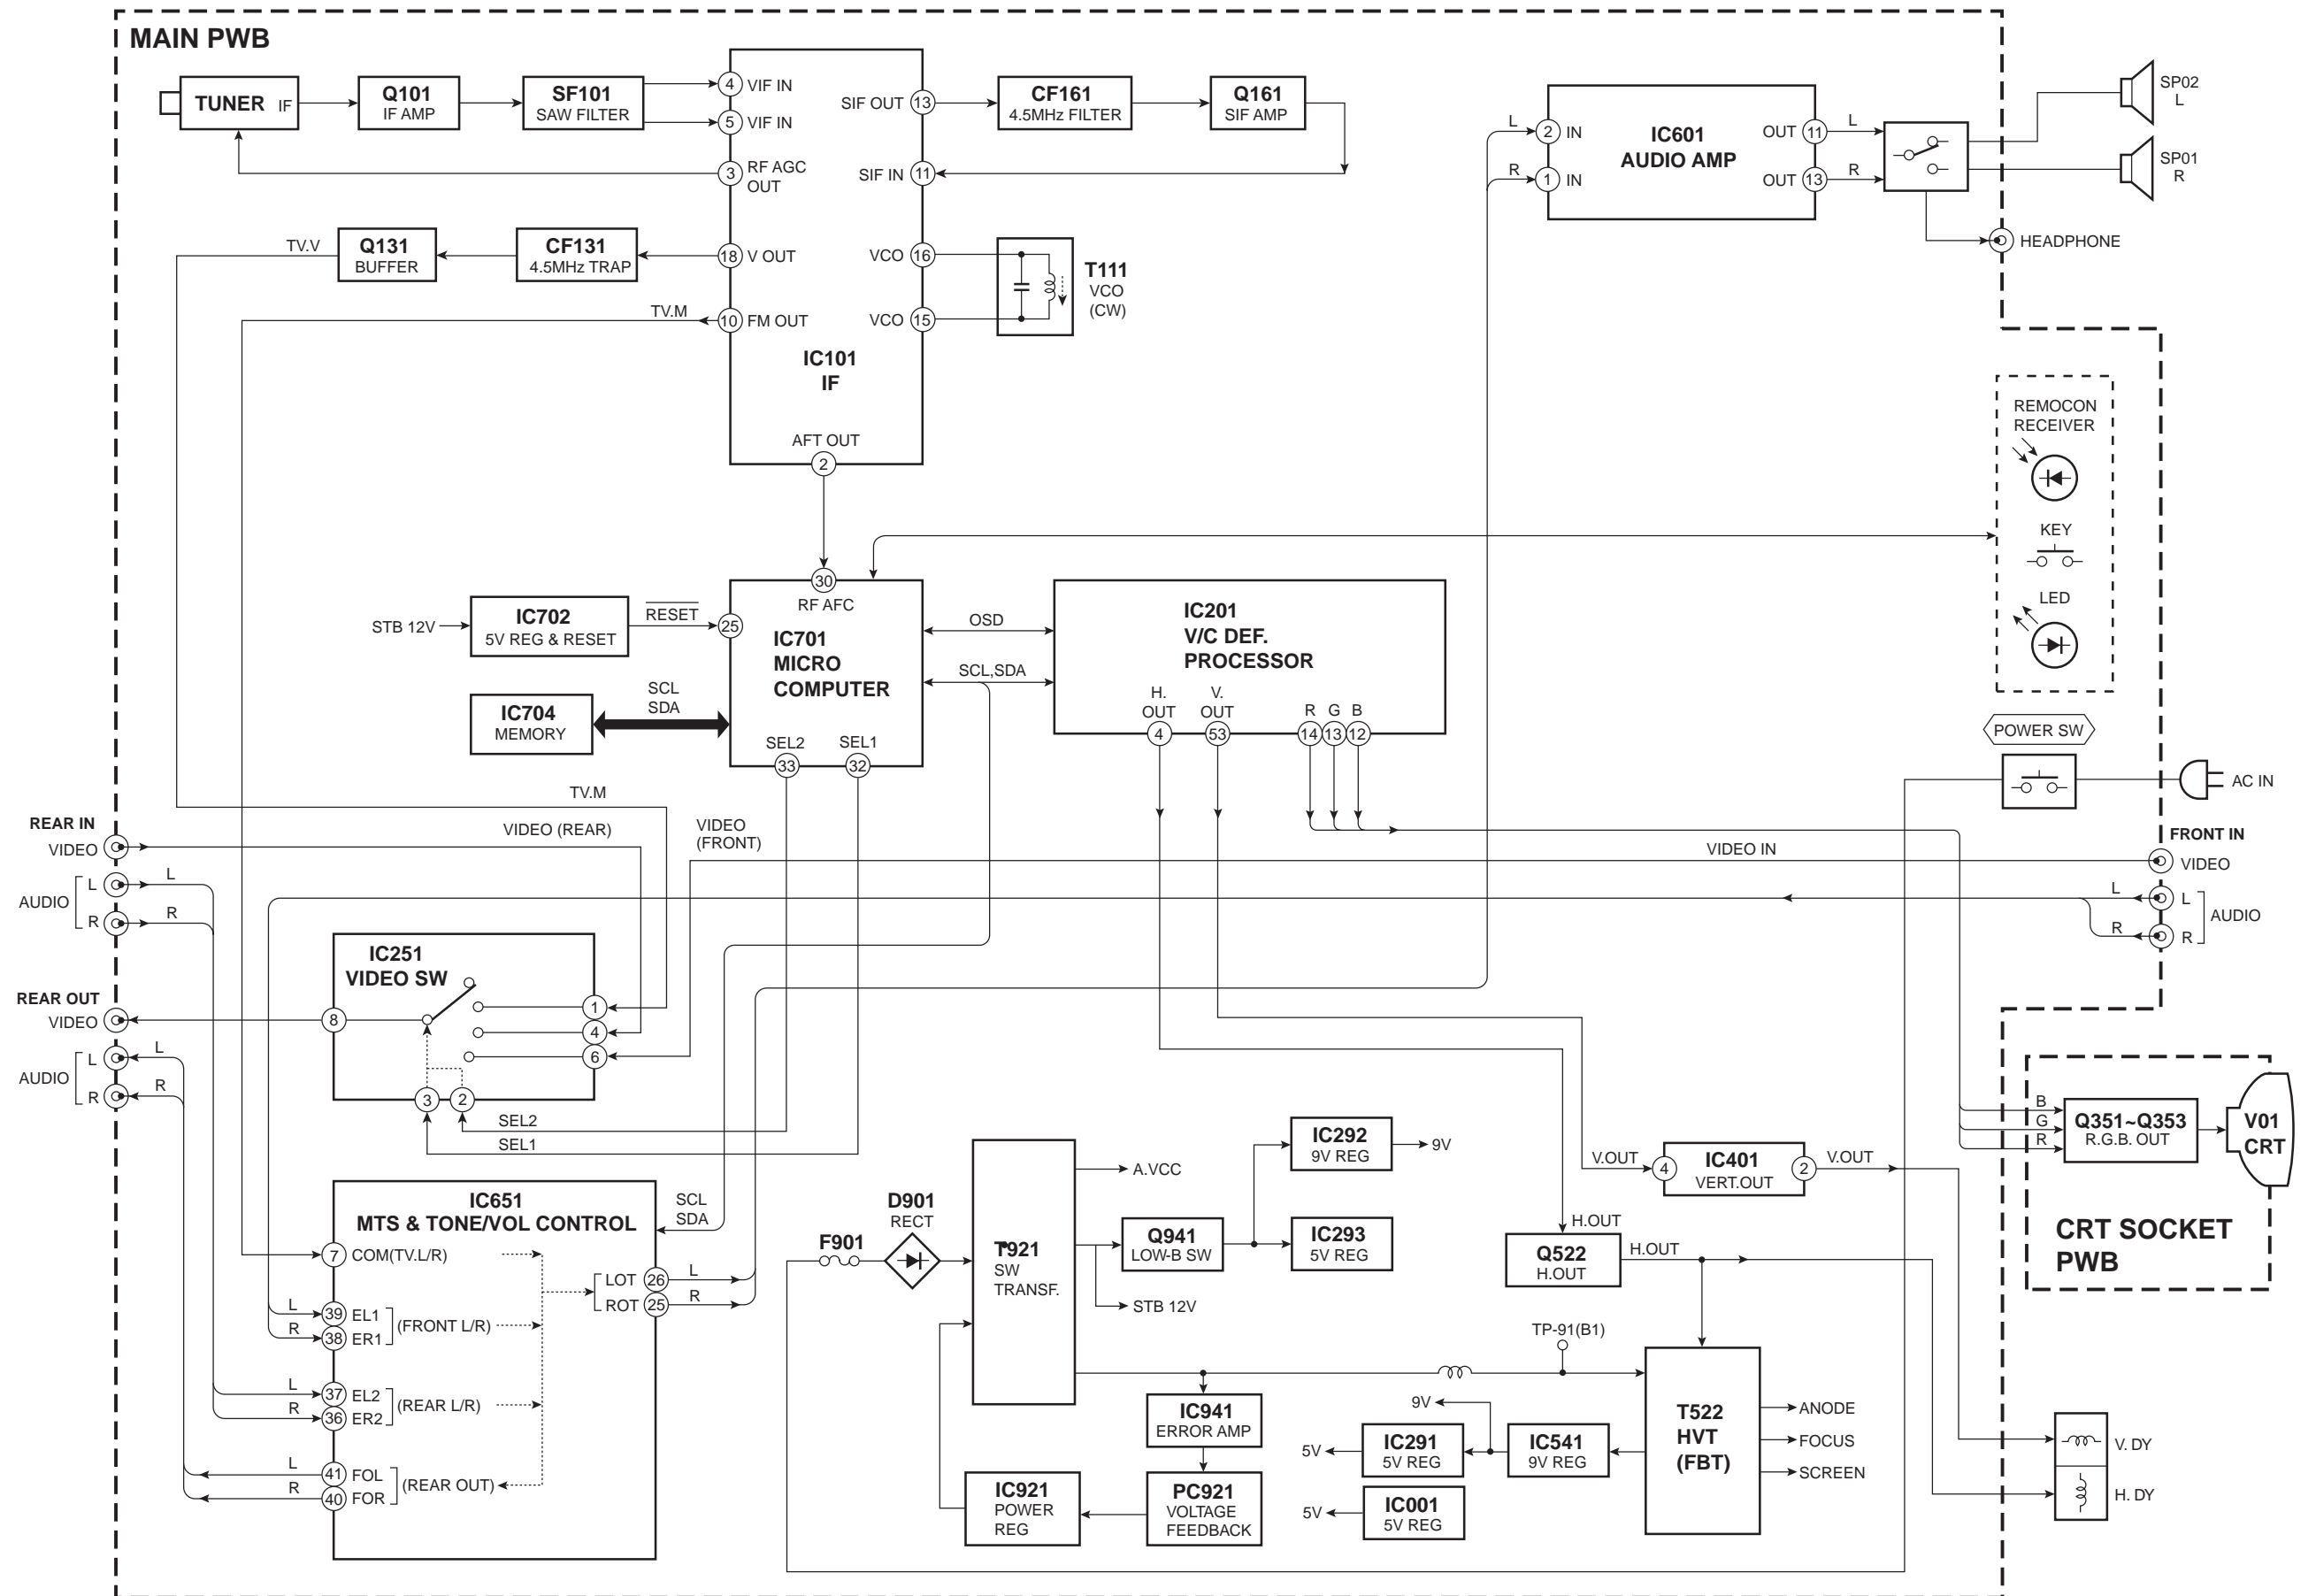 MAIN PWB
TUNER IF
Q101
IF AMP
SF101
SAW FILTER
4 VIF IN
5 VIF IN
3 RF AGC
OUT
18 V OUT
10 FM OUT
SIF OUT 13
SIF IN 11
VCO 16
VCO 15
IC101
IF
AFT OUT
2
CF161
4.5MHz FILTER
Q161
SIF AMP
T111
VCO
(CW)
TV.V
Q131
BUFFER
CF131
4.5MHz TRAP
TV.M
L
2 IN
R
1 IN
IC601
AUDIO AMP
OUT 11
L
OUT 13
R
SP02
L
SP01
R
HEADPHONE
REMOCON
RECEIVER
KEY
LED
POWER SW
AC IN
30
RF AFC
STB 12V
IC702
5V REG & RESET
RESET
25
IC701
MICRO
COMPUTER
IC704
MEMORY
SCL
SDA
SEL2
33
SEL1
32
OSD
SCL,SDA
IC201
V/C DEF.
PROCESSOR
H.
OUT
4
V.
OUT
53
R G B
14 13 12
TV.M
VIDEO (REAR)
VIDEO
(FRONT)
VIDEO IN
REAR IN
VIDEO
L
L
AUDIO
R
R
FRONT IN
VIDEO
L
L
AUDIO
R
R
REAR OUT
VIDEO
L
L
AUDIO
R
R
IC251
VIDEO SW
8
1
4
6
3
2
SEL2
SEL1
IC651
MTS & TONE/VOL CONTROL
SCL
SDA
7 COM(TV.L/R)
LOT 26
L
ROT 25
R
L
39 EL1
R
38 ER1
(FRONT L/R)
L
37 EL2
R
36 ER2
(REAR L/R)
L
41 FOL
R
40 FOR
(REAR OUT)
F901
D901
RECT
T921
SW
TRANSF.
A.VCC
Q941
LOW-B SW
STB 12V
IC292
9V REG
9V
IC293
5V REG
IC941
ERROR AMP
PC921
VOLTAGE
FEEDBACK
IC921
POWER
REG
TP-91(B1)
9V
5V
IC291
5V REG
IC541
9V REG
5V
IC001
5V REG
V.OUT
4
IC401
VERT.OUT
2
V.OUT
H.OUT
Q522
H.OUT
H.OUT
T522
HVT
(FBT)
ANODE
FOCUS
SCREEN
B
G
R
Q351~Q353
R.G.B. OUT
V01
CRT
CRT SOCKET
PWB
V. DY
H. DY